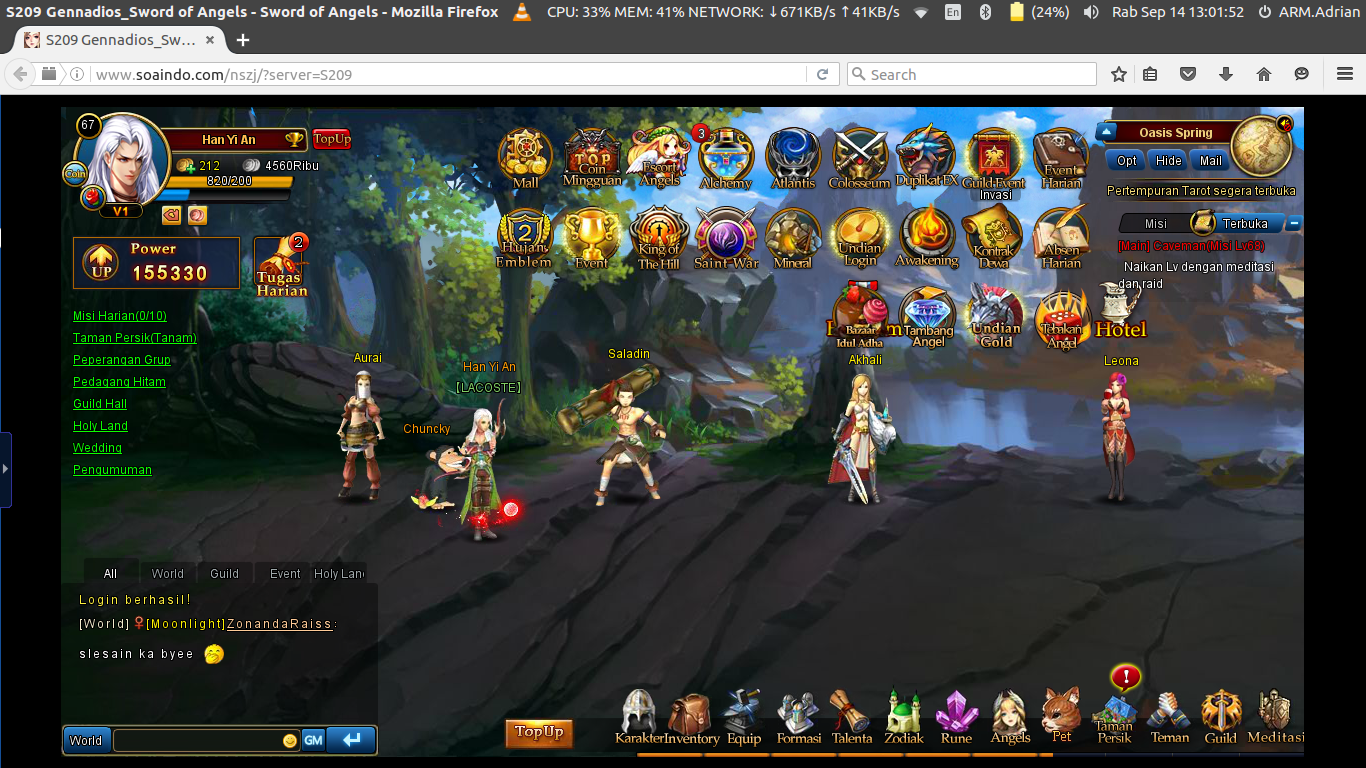 S209 Gennadios_Sword of Angels - Sword of Angels - Mozilla Firefox
CPU: 33% MEM: 41% NETWORK: ↓671KB/s ↑41KB/s
En
(24%)
Rab Sep 14 13:01:52
ARM.Adrian
S209 Gennadios_Sw...
www.soaindo.com/nszj/?server=S209
Search
67
Han Yi An
TopUp
212
4560Ribu
Coin
820/200
V1
UP
Power
155330
2
Tugas
Harian
Mall
TOP
Coin
Mingguan
Escort
Angels
3
Alchemy
Atlantis
Colosseum
Duplikat EX
Guild Event
Invasi
Event
Harian
Oasis Spring
Opt
Hide
Mail
Pertempuran Tarot segera terbuka
Misi
Terbuka
[Main] Caveman(Misi Lv68)
Naikan Lv dengan meditasi
dan raid
2
Hujan
Emblem
Event
King of
The Hill
Saint War
Mineral
Undian
Login
Awakening
Kontrak
Dewa
Absen
Harian
Bazaar
Idul Adha
Tambang
Angel
Undian
Gold
Tebakan
Angel
Hotel
Misi Harian(0/10)
Taman Persik(Tanam)
Peperangan Grup
Pedagang Hitam
Guild Hall
Holy Land
Wedding
Pengumuman
Aurai
Han Yi An
【LACOSTE】
Chuncky
Saladin
Akhali
Leona
All
World
Guild
Event
Holy Lan
Login berhasil!
[World] ♀[Moonlight]ZonandaRaiss:
slesain ka byee
World
GM
TopUp
Karakter
Inventory
Equip
Formasi
Talenta
Zodiak
Rune
Angels
Pet
!
Taman
Persik
Teman
Guild
Meditasi